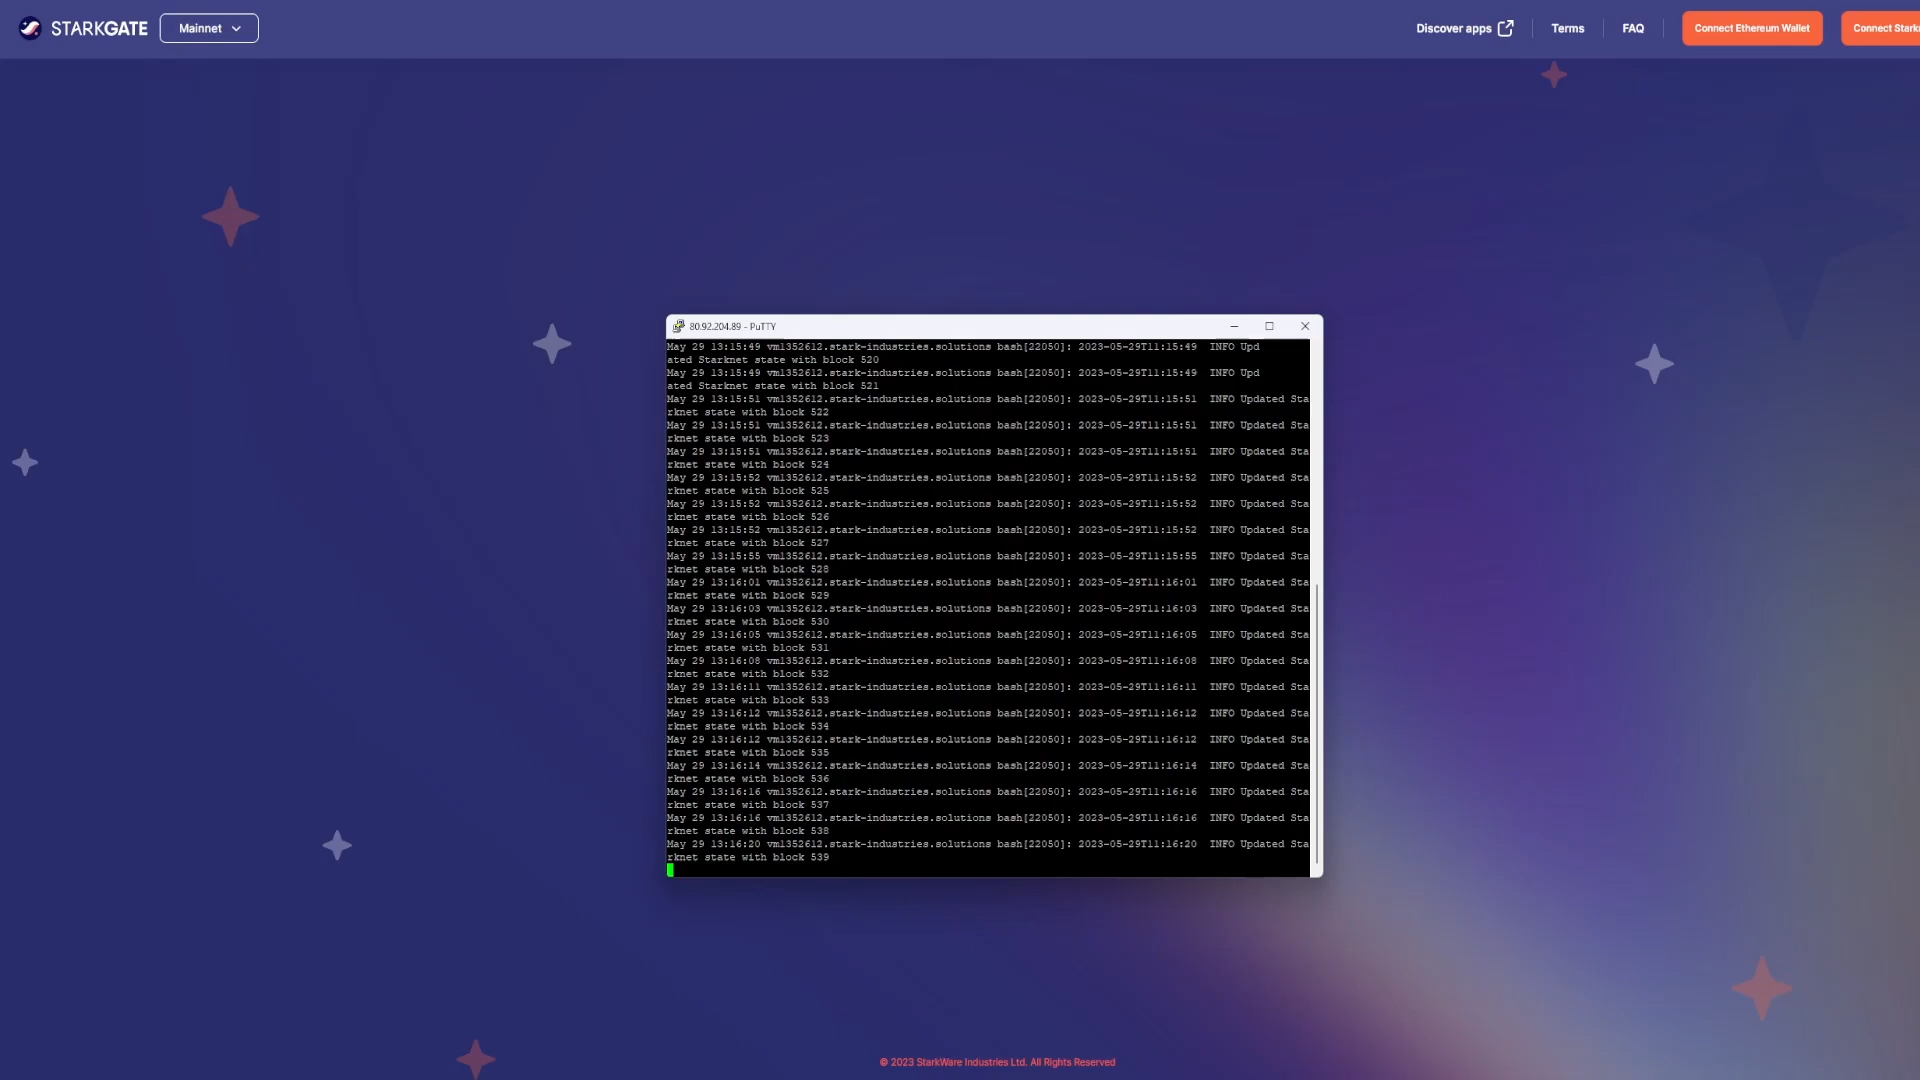 STARKGATE
Mainnet
Discover apps
Terms
FAQ
Connect Ethereum Wallet
Connect Stark
80.92.204.89 - PuTTY
May 29 13:15:49 vm1352612.stark-industries.solutions bash[22050]: 2023-05-29T11:15:49  INFO Upd
ated Starknet state with block 520
May 29 13:15:49 vm1352612.stark-industries.solutions bash[22050]: 2023-05-29T11:15:49  INFO Upd
ated Starknet state with block 521
May 29 13:15:51 vm1352612.stark-industries.solutions bash[22050]: 2023-05-29T11:15:51  INFO Updated Sta
rknet state with block 522
May 29 13:15:51 vm1352612.stark-industries.solutions bash[22050]: 2023-05-29T11:15:51  INFO Updated Sta
rknet state with block 523
May 29 13:15:51 vm1352612.stark-industries.solutions bash[22050]: 2023-05-29T11:15:51  INFO Updated Sta
rknet state with block 524
May 29 13:15:52 vm1352612.stark-industries.solutions bash[22050]: 2023-05-29T11:15:52  INFO Updated Sta
rknet state with block 525
May 29 13:15:52 vm1352612.stark-industries.solutions bash[22050]: 2023-05-29T11:15:52  INFO Updated Sta
rknet state with block 526
May 29 13:15:52 vm1352612.stark-industries.solutions bash[22050]: 2023-05-29T11:15:52  INFO Updated Sta
rknet state with block 527
May 29 13:15:55 vm1352612.stark-industries.solutions bash[22050]: 2023-05-29T11:15:55  INFO Updated Sta
rknet state with block 528
May 29 13:16:01 vm1352612.stark-industries.solutions bash[22050]: 2023-05-29T11:16:01  INFO Updated Sta
rknet state with block 529
May 29 13:16:03 vm1352612.stark-industries.solutions bash[22050]: 2023-05-29T11:16:03  INFO Updated Sta
rknet state with block 530
May 29 13:16:05 vm1352612.stark-industries.solutions bash[22050]: 2023-05-29T11:16:05  INFO Updated Sta
rknet state with block 531
May 29 13:16:08 vm1352612.stark-industries.solutions bash[22050]: 2023-05-29T11:16:08  INFO Updated Sta
rknet state with block 532
May 29 13:16:11 vm1352612.stark-industries.solutions bash[22050]: 2023-05-29T11:16:11  INFO Updated Sta
rknet state with block 533
May 29 13:16:12 vm1352612.stark-industries.solutions bash[22050]: 2023-05-29T11:16:12  INFO Updated Sta
rknet state with block 534
May 29 13:16:12 vm1352612.stark-industries.solutions bash[22050]: 2023-05-29T11:16:12  INFO Updated Sta
rknet state with block 535
May 29 13:16:14 vm1352612.stark-industries.solutions bash[22050]: 2023-05-29T11:16:14  INFO Updated Sta
rknet state with block 536
May 29 13:16:16 vm1352612.stark-industries.solutions bash[22050]: 2023-05-29T11:16:16  INFO Updated Sta
rknet state with block 537
May 29 13:16:16 vm1352612.stark-industries.solutions bash[22050]: 2023-05-29T11:16:16  INFO Updated Sta
rknet state with block 538
May 29 13:16:20 vm1352612.stark-industries.solutions bash[22050]: 2023-05-29T11:16:20  INFO Updated Sta
rknet state with block 539
© 2023 StarkWare Industries Ltd. All Rights Reserved